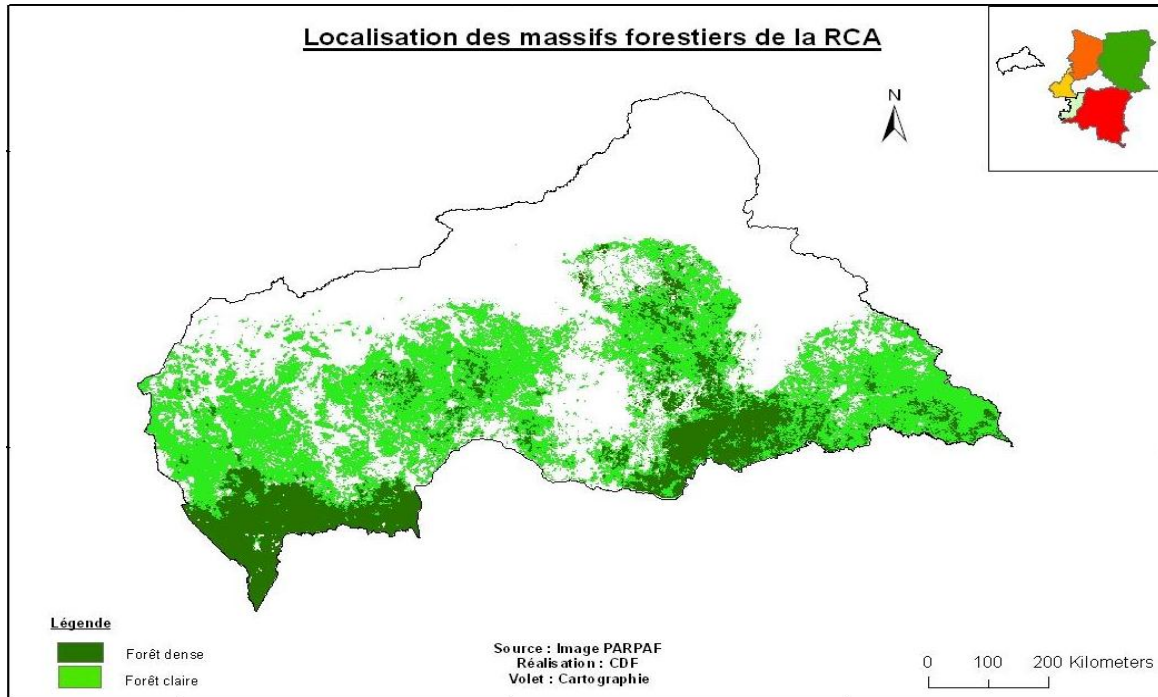 Localisation des massifs forestiers de la RCA
N
Légende
Forêt dense
Forêt claire
Source : Image PARPAF
Réalisation : CDF
Volet : Cartographie
0 100 200 Kilometers